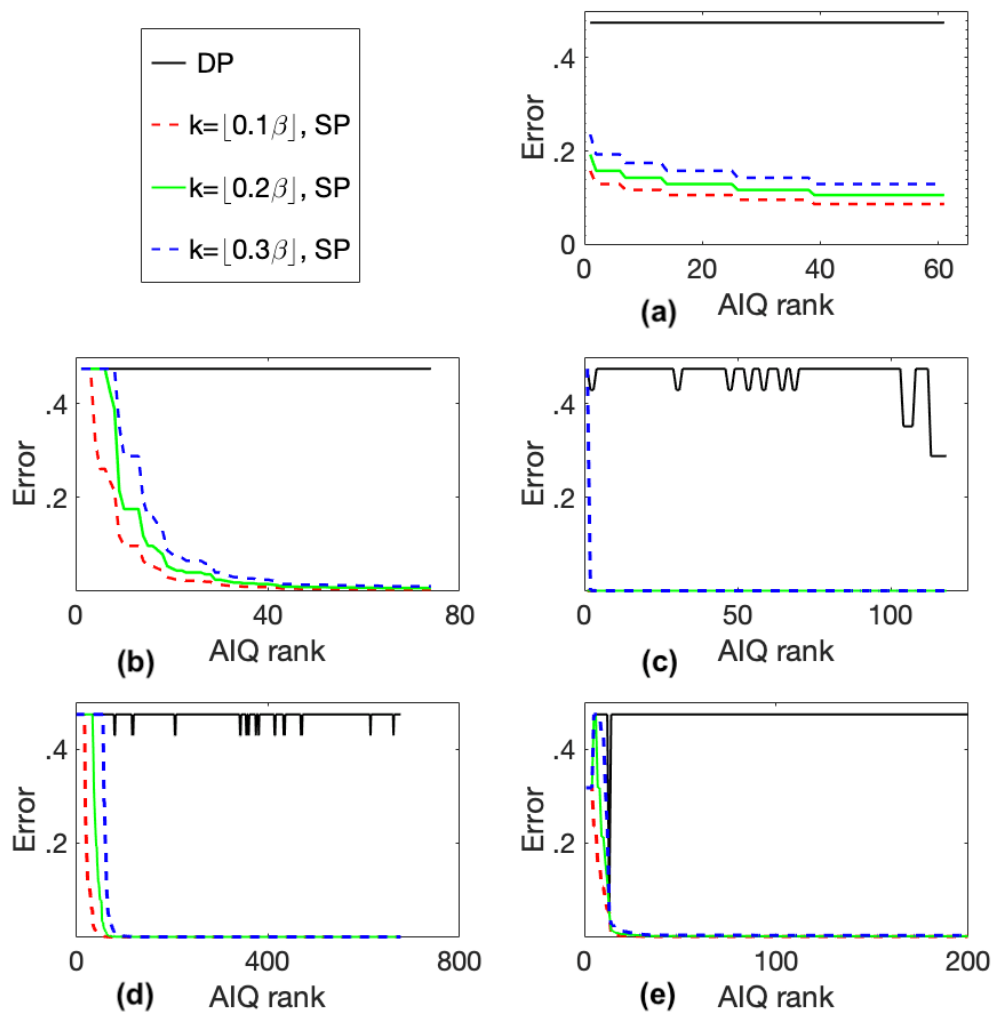 DP
k=⌊0.1β⌋, SP
k=⌊0.2β⌋, SP
k=⌊0.3β⌋, SP
.4
.2
0
Error
0 20 40 60
AIQ rank
(a)
.4
.2
Error
0 40 80
AIQ rank
(b)
.4
.2
Error
0 50 100
AIQ rank
(c)
.4
.2
Error
0 400 800
AIQ rank
(d)
.4
.2
Error
0 100 200
AIQ rank
(e)